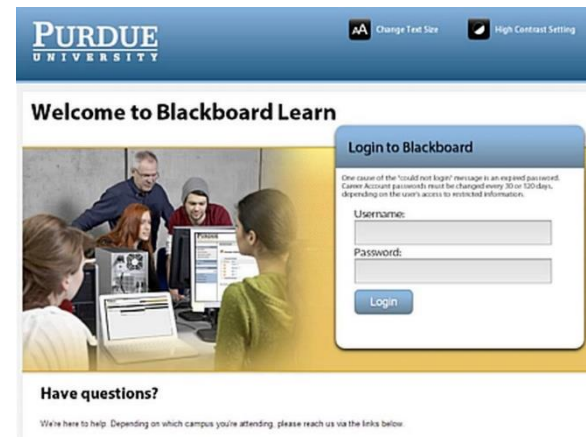 PURDUE
UNIVERSITY
AA Change Text Size
High Contrast Setting
Welcome to Blackboard Learn
Login to Blackboard
One cause of the "could not login" message is an expired password.
Career Account passwords must be changed every 30 or 120 days,
depending on the user's access to restricted information.
Username:
Password:
Login
PURDUE
Have questions?
We're here to help. Depending on which campus you're attending, please reach us via the links below.